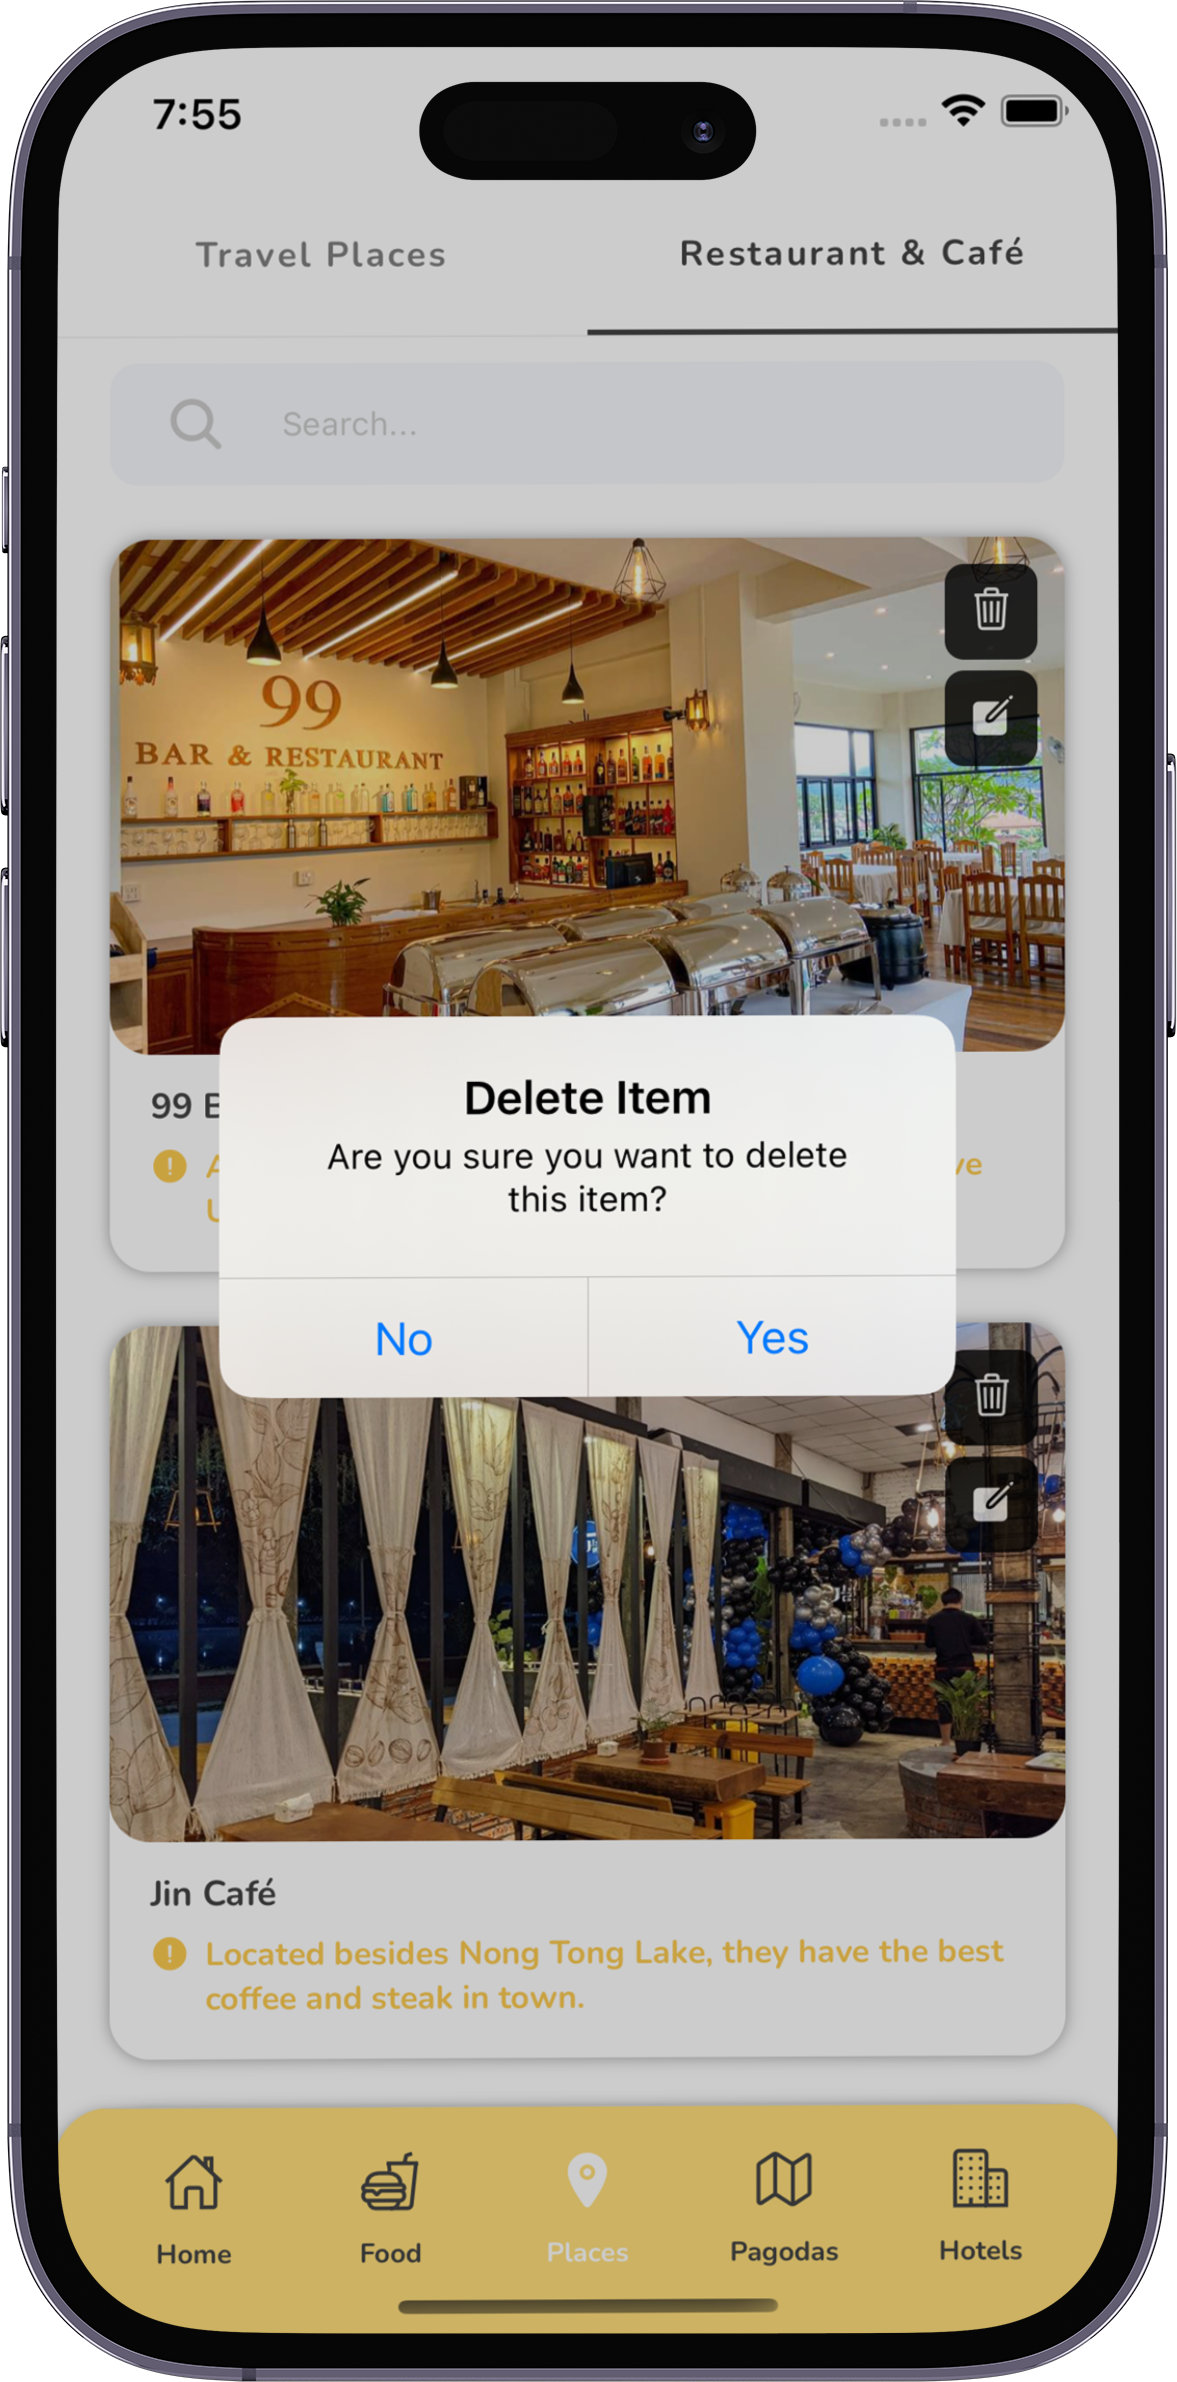 7:55
Travel Places
Restaurant & Café
Search...
99
BAR & RESTAURANT
99
Delete Item
Are you sure you want to delete
this item?
No
Yes
Jin Café
Located besides Nong Tong Lake, they have the best
coffee and steak in town.
Home
Food
Places
Pagodas
Hotels